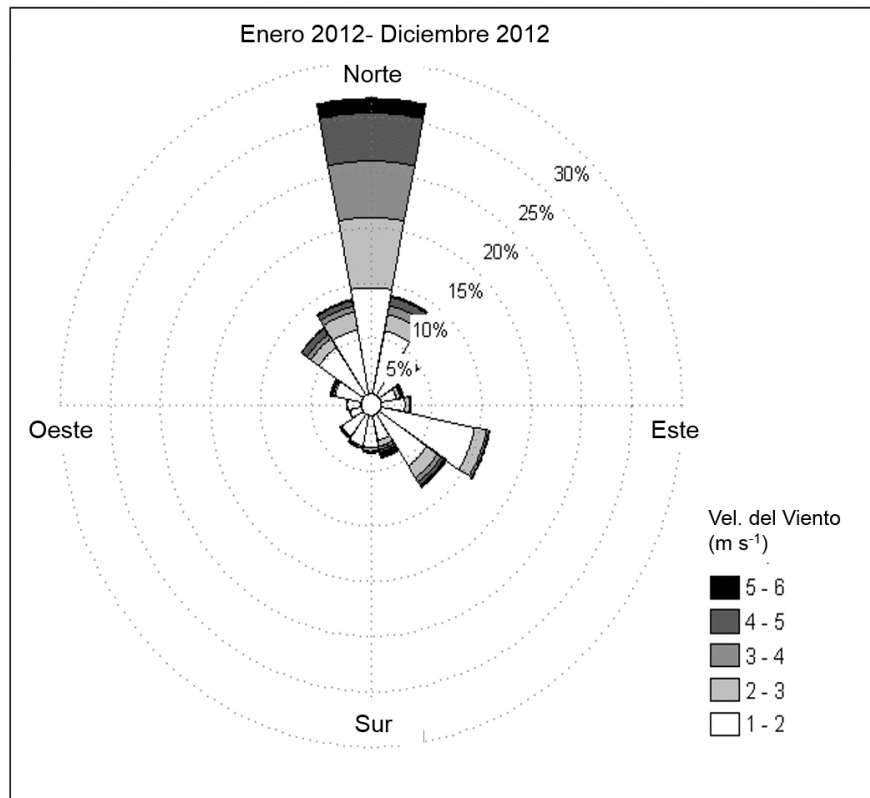 Enero 2012- Diciembre 2012
Norte
30%
25%
20%
15%
10%
5%
Oeste
Este
Sur
Vel. del Viento
(m s⁻¹)
5 - 6
4 - 5
3 - 4
2 - 3
1 - 2